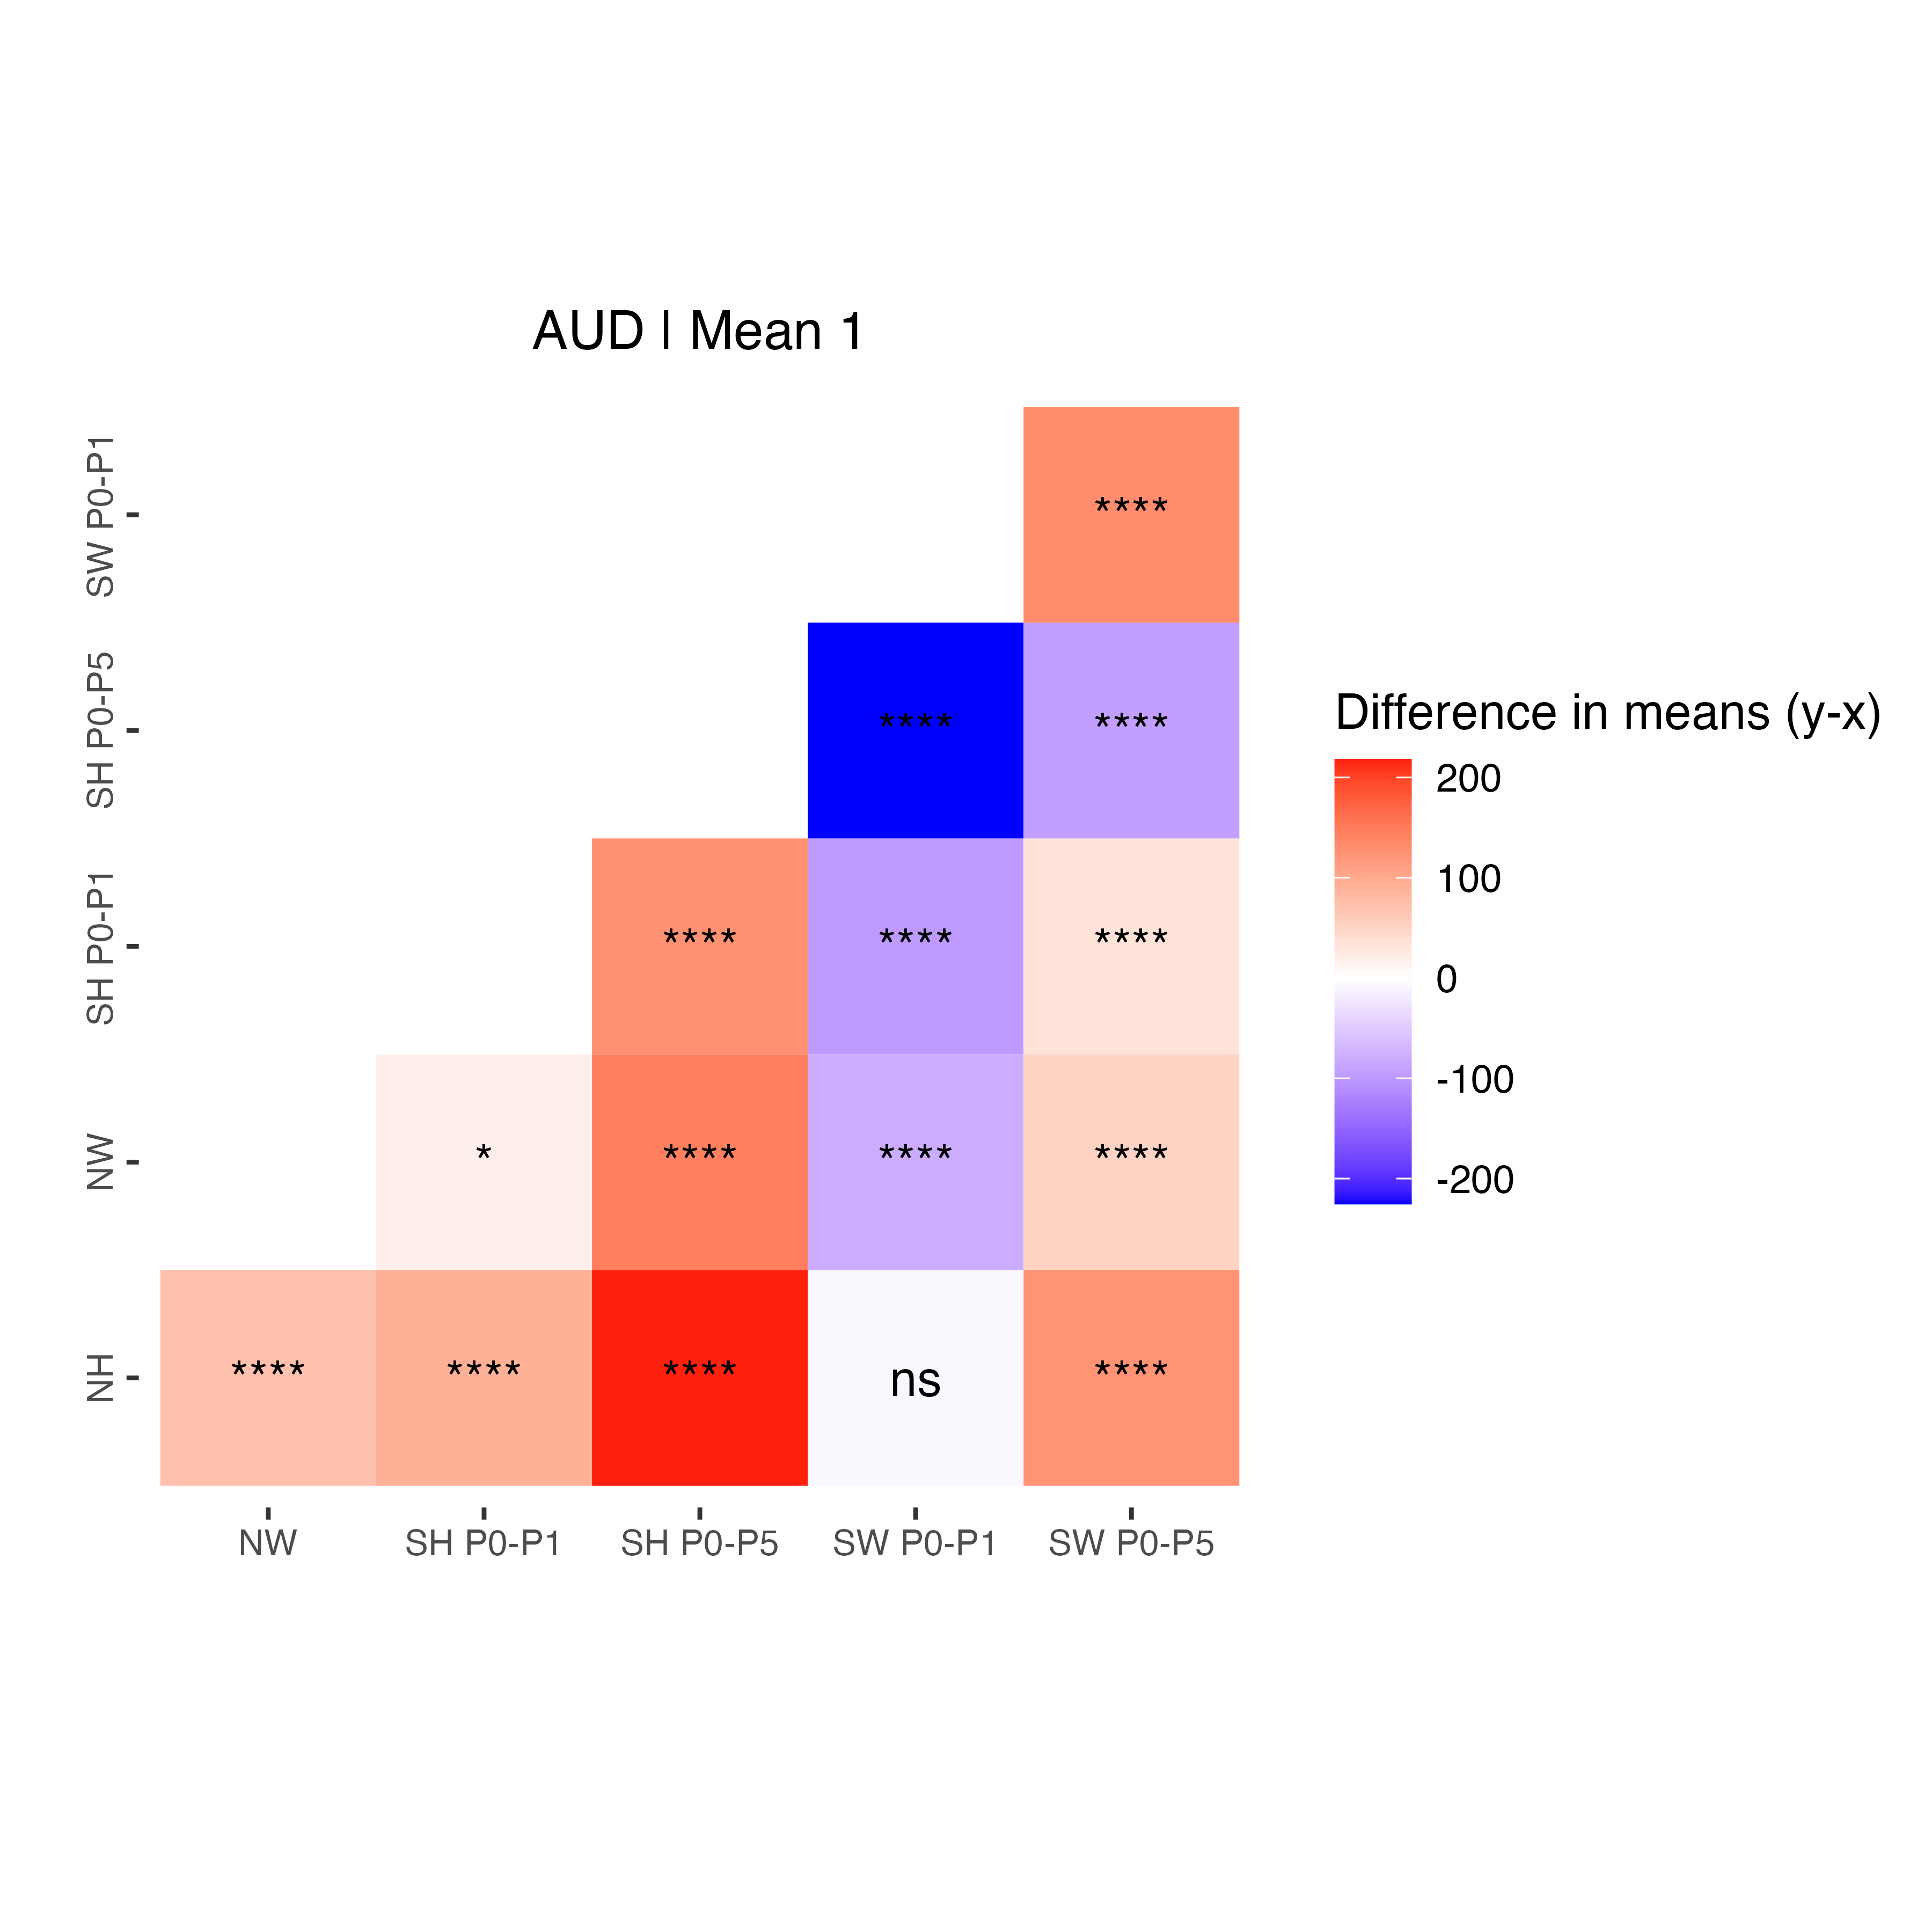 AUD | Mean 1
SW P0-P1
****
SH P0-P5
**** ****
SH P0-P1
**** **** ****
NW
* **** **** ****
NH
**** **** **** ns ****
NW SH P0-P1 SH P0-P5 SW P0-P1 SW P0-P5
Difference in means (y-x)
200
100
0
-100
-200